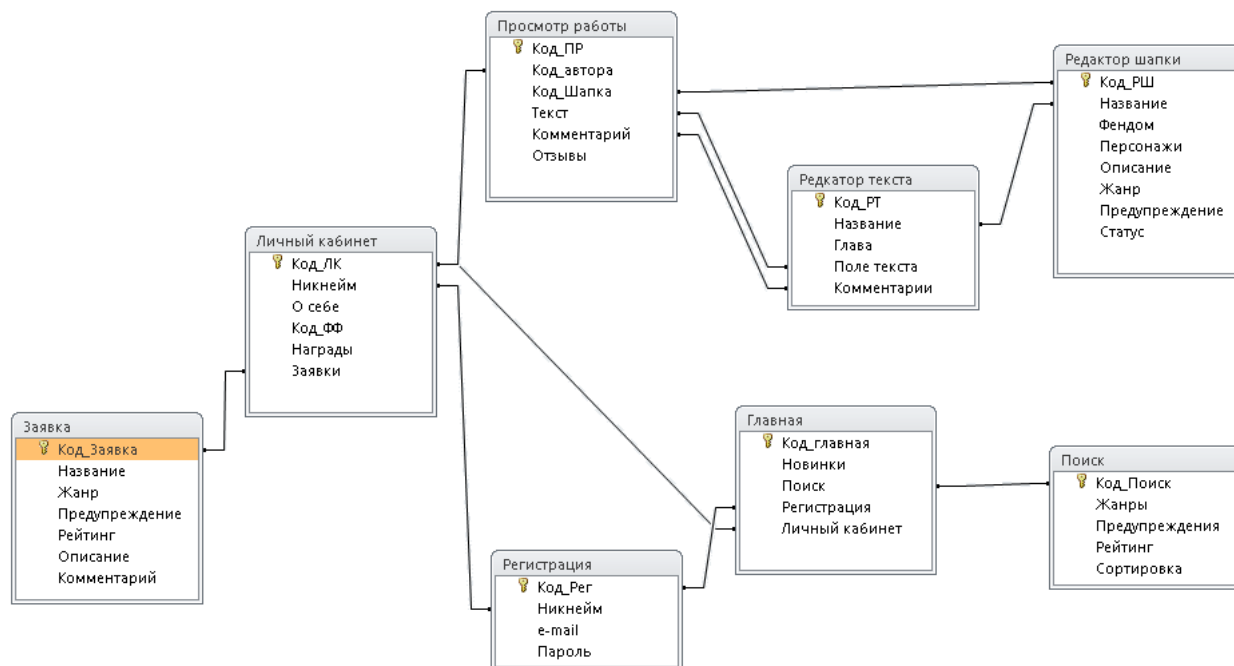 Просмотр работы
Код_ПР
Код_автора
Код_Шапка
Текст
Комментарий
Отзывы
Редактор шапки
Код_РШ
Название
Фендом
Персонажи
Описание
Жанр
Предупреждение
Статус
Редкатор текста
Код_РТ
Название
Глава
Поле текста
Комментарии
Личный кабинет
Код_ЛК
Никнейм
О себе
Код_ФФ
Награды
Заявки
Заявка
Код_Заявка
Название
Жанр
Предупреждение
Рейтинг
Описание
Комментарий
Главная
Код_главная
Новинки
Поиск
Регистрация
Личный кабинет
Поиск
Код_Поиск
Жанры
Предупреждения
Рейтинг
Сортировка
Регистрация
Код_Рег
Никнейм
e-mail
Пароль